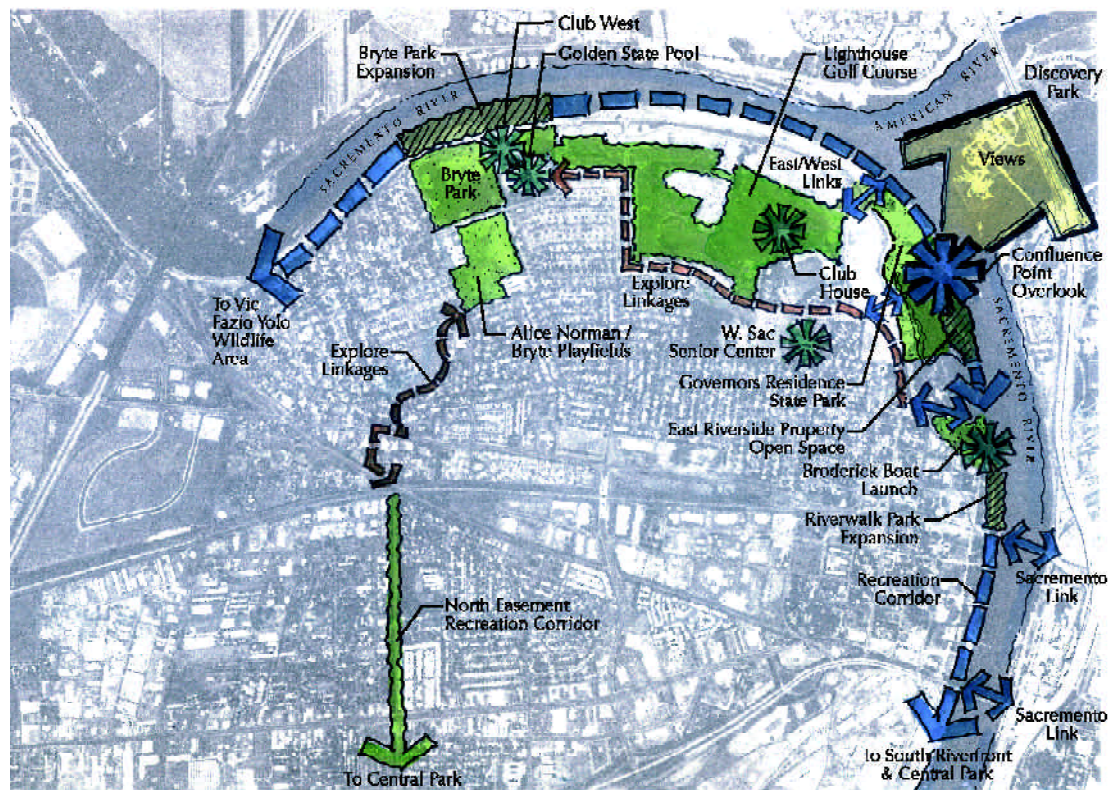 Club West
Golden State Pool
Bryte Park
Expansion
Lighthouse
Golf Course
Discovery
Park
SACREMENTO RIVER
AMERICAN RIVER
Views
East/West
Links
Bryte
Park
Confluence
Point
Overlook
Club
House
Explore
Linkages
To Vic
Fazio Yolo
Wildlife
Area
Alice Norman /
Bryte Playfields
W. Sac
Senior Center
Explore
Linkages
SACREMENTO RIVER
Governors Residence
State Park
East Riverside Property
Open Space
Broderick Boat
Launch
Riverwalk Park
Expansion
Recreation
Corridor
Sacremento
Link
North Easement
Recreation Corridor
Sacremento
Link
to South Riverfront
& Central Park
To Central Park